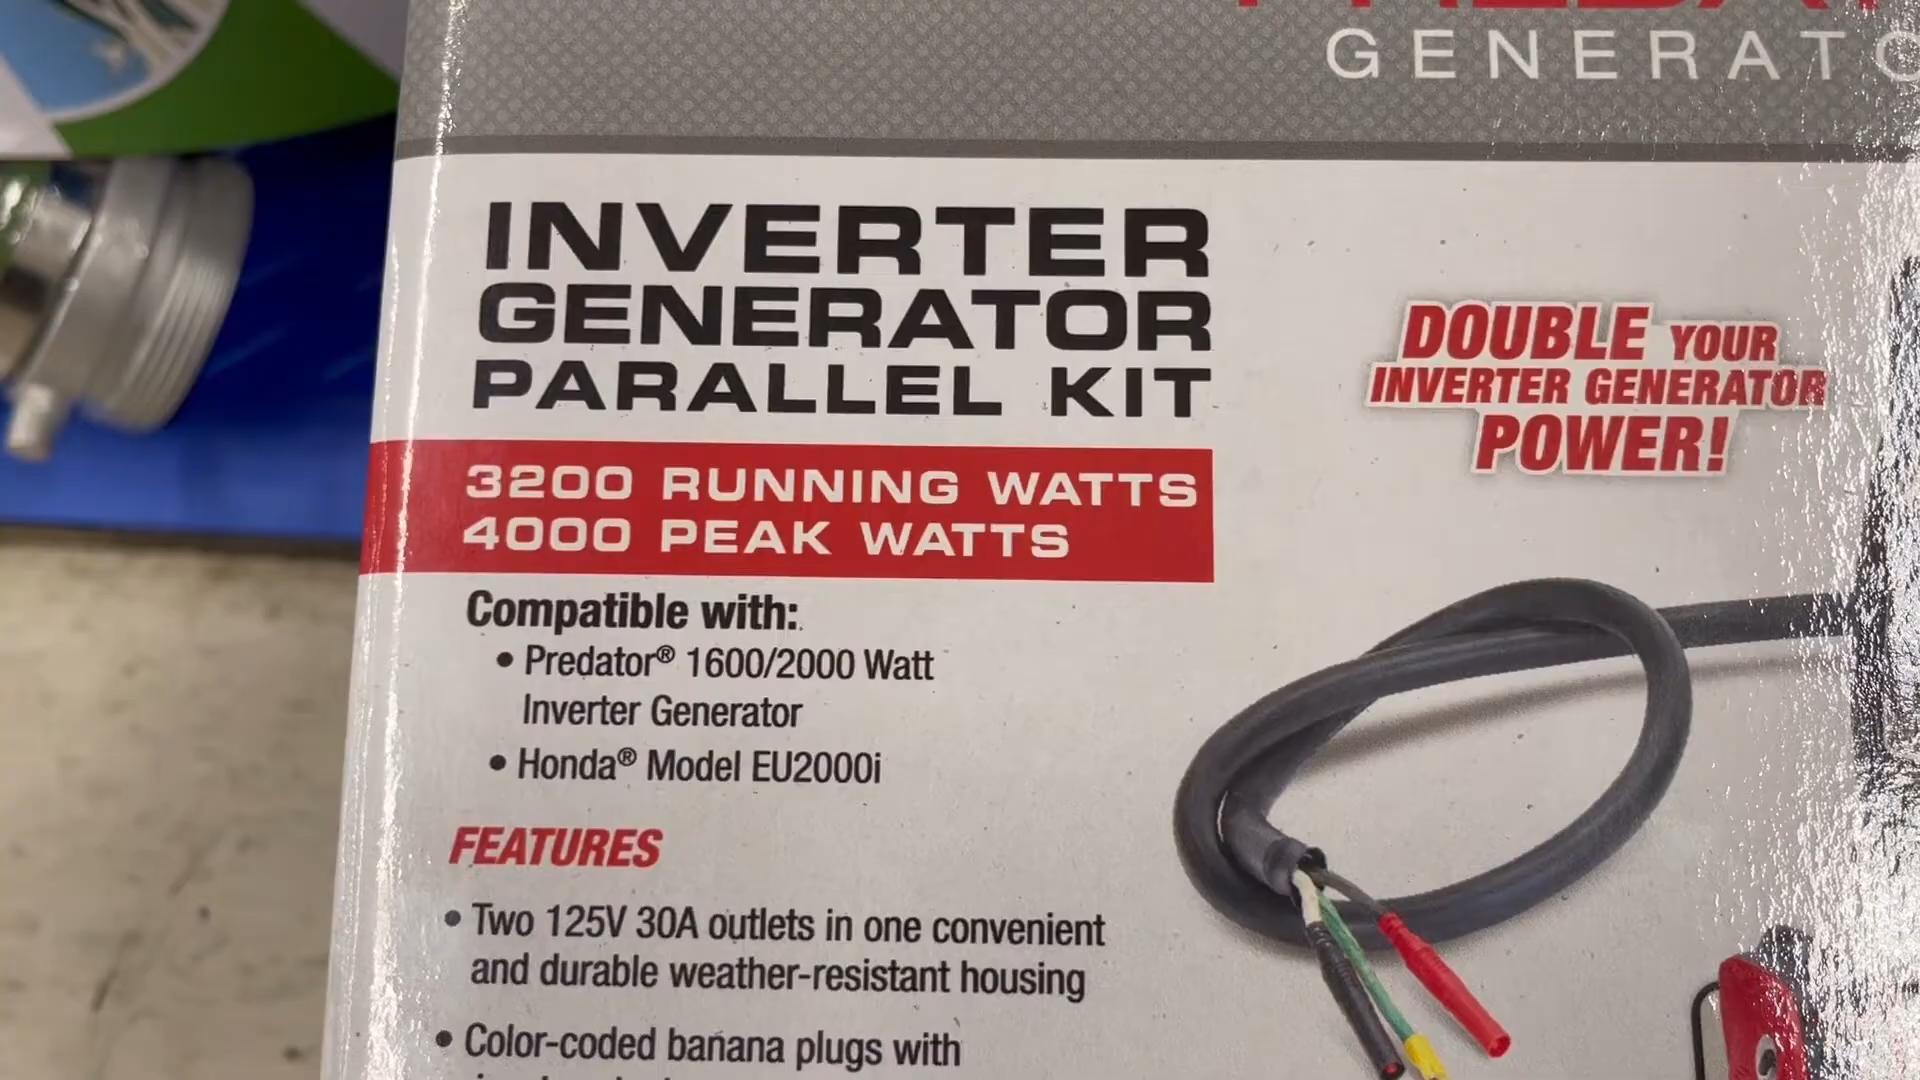 GENERATO
INVERTER
GENERATOR
PARALLEL KIT
DOUBLE YOUR
INVERTER GENERATOR
POWER!
3200 RUNNING WATTS
4000 PEAK WATTS
Compatible with:
• Predator® 1600/2000 Watt
Inverter Generator
• Honda® Model EU2000i
FEATURES
• Two 125V 30A outlets in one convenient
and durable weather-resistant housing
• Color-coded banana plugs with